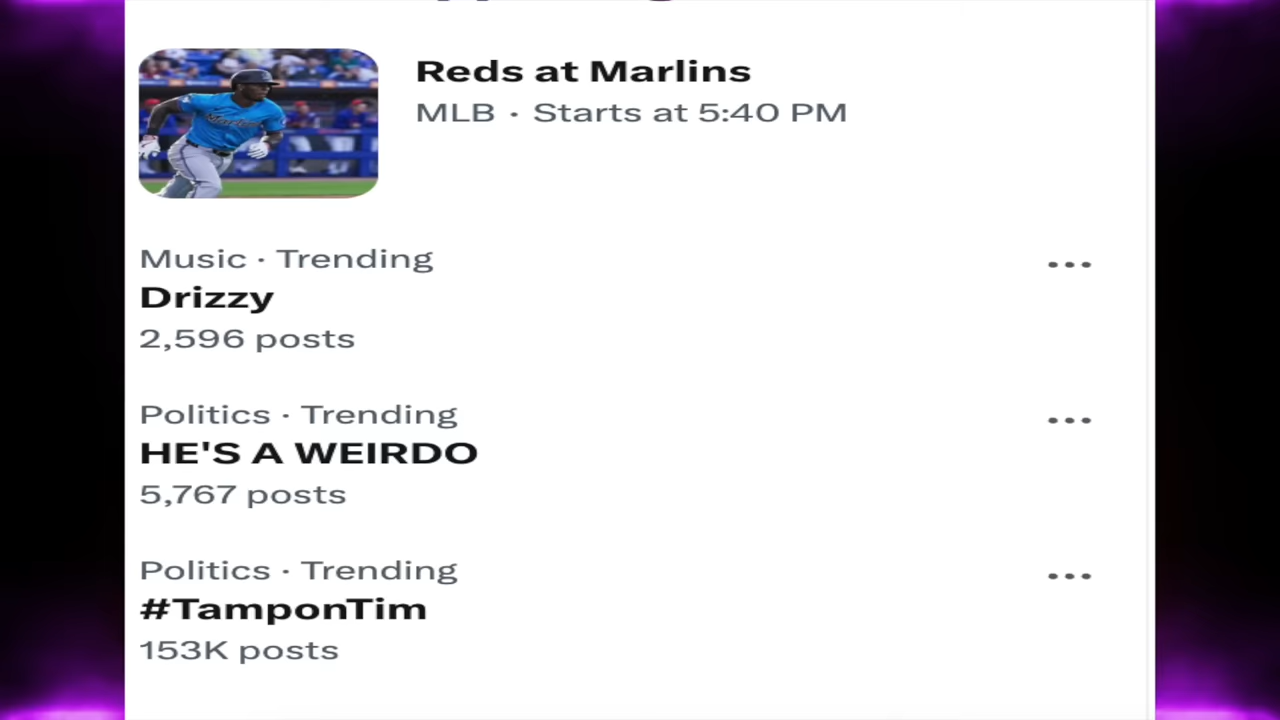 Reds at Marlins
MLB · Starts at 5:40 PM
Music · Trending
Drizzy
2,596 posts
Politics · Trending
HE'S A WEIRDO
5,767 posts
Politics · Trending
#TamponTim
153K posts